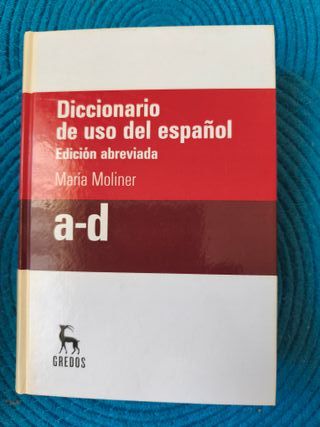 Diccionario
de uso del español
Edición abreviada
María Moliner
a-d
GREDOS